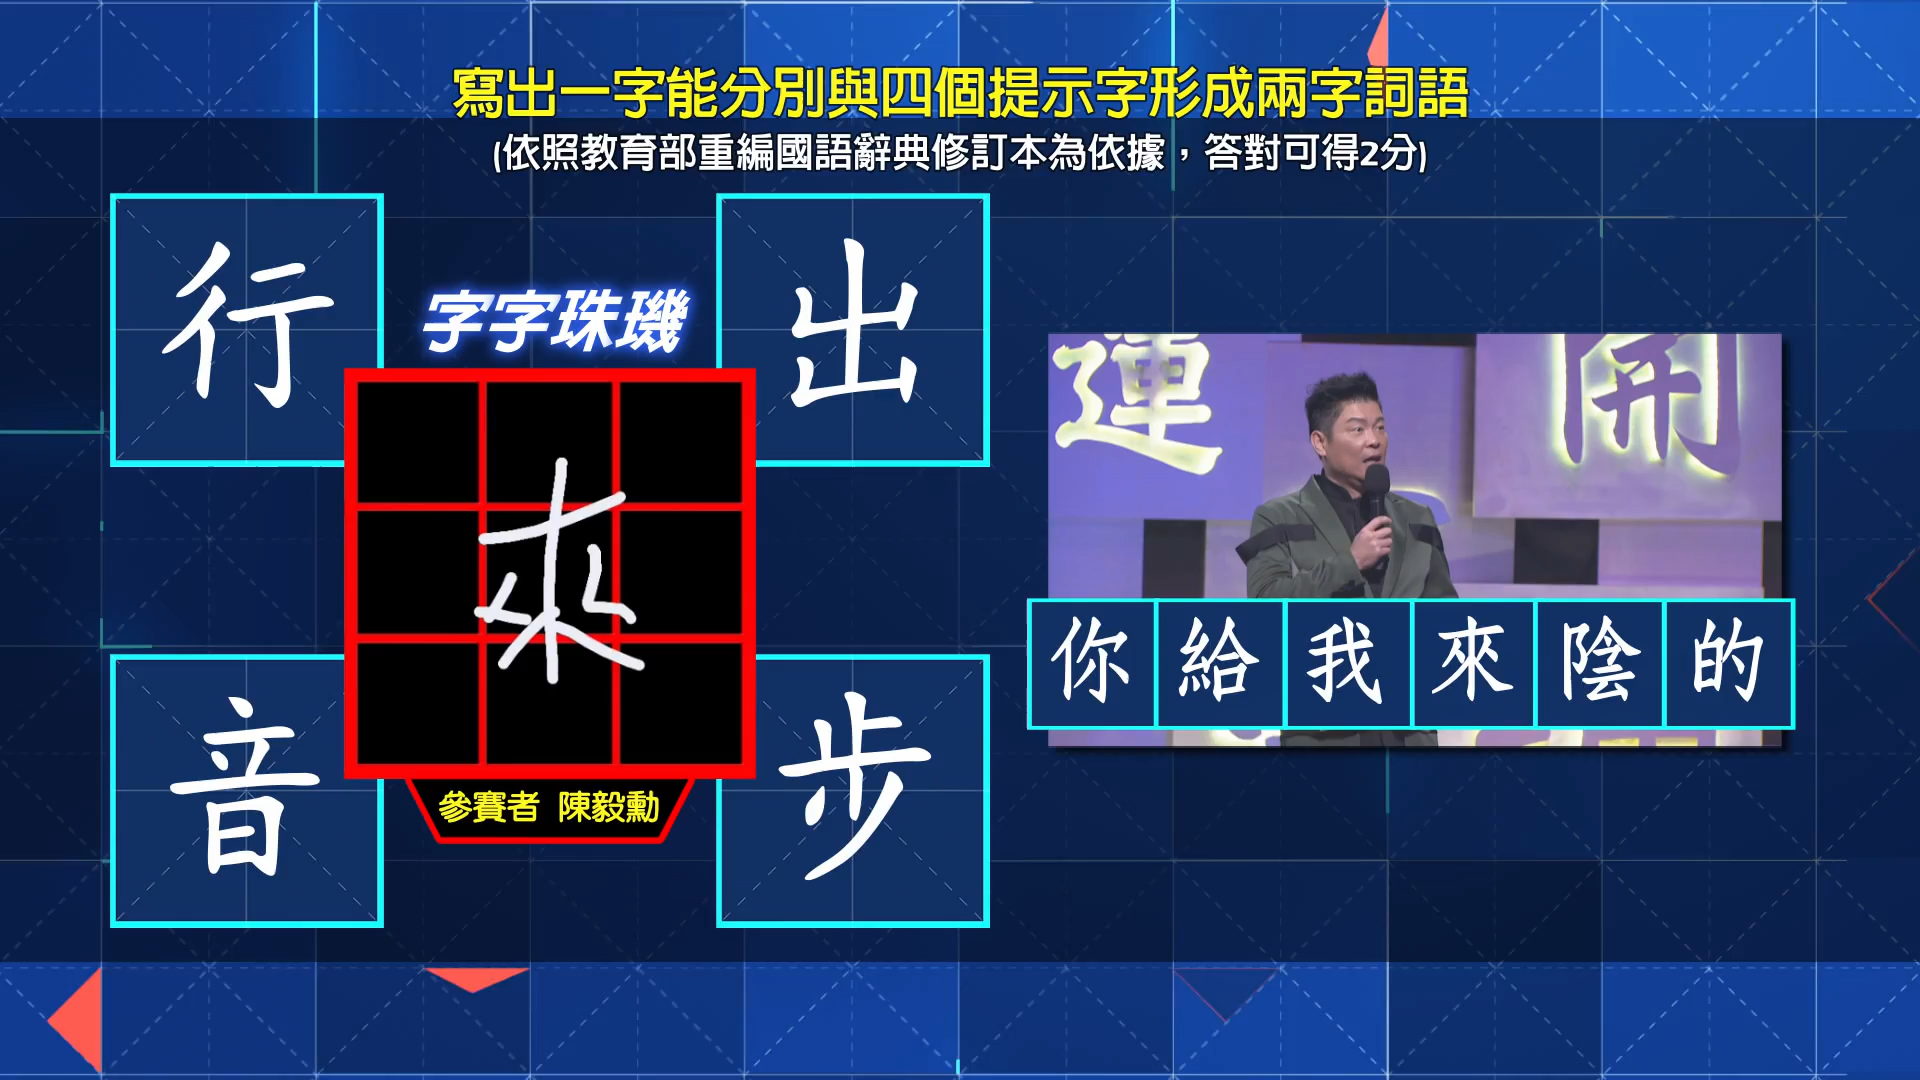 寫出一字能分別與四個提示字形成兩字詞語
(依照教育部重編國語辭典修訂本為依據，答對可得2分)
行
出
字字珠璣
來
音
步
參賽者 陳毅勳
運
開
你給我來陰的